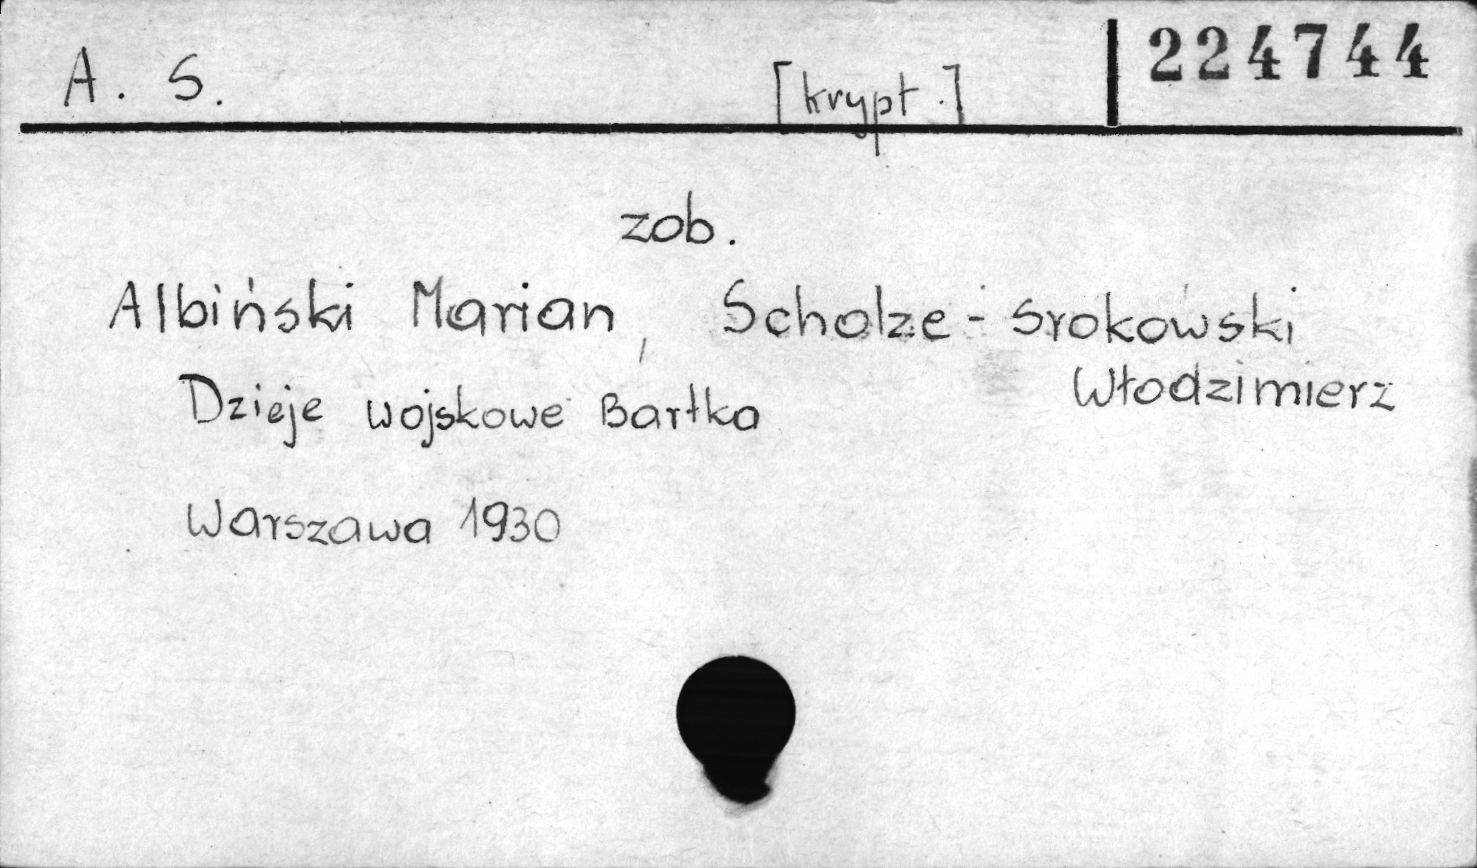 A. S. [krypt.] 224744
zob.
Albiński Marian, Scholze-Srokowski
Włodzimierz
Dzieje wojskowe Bartka
Warszawa 1930